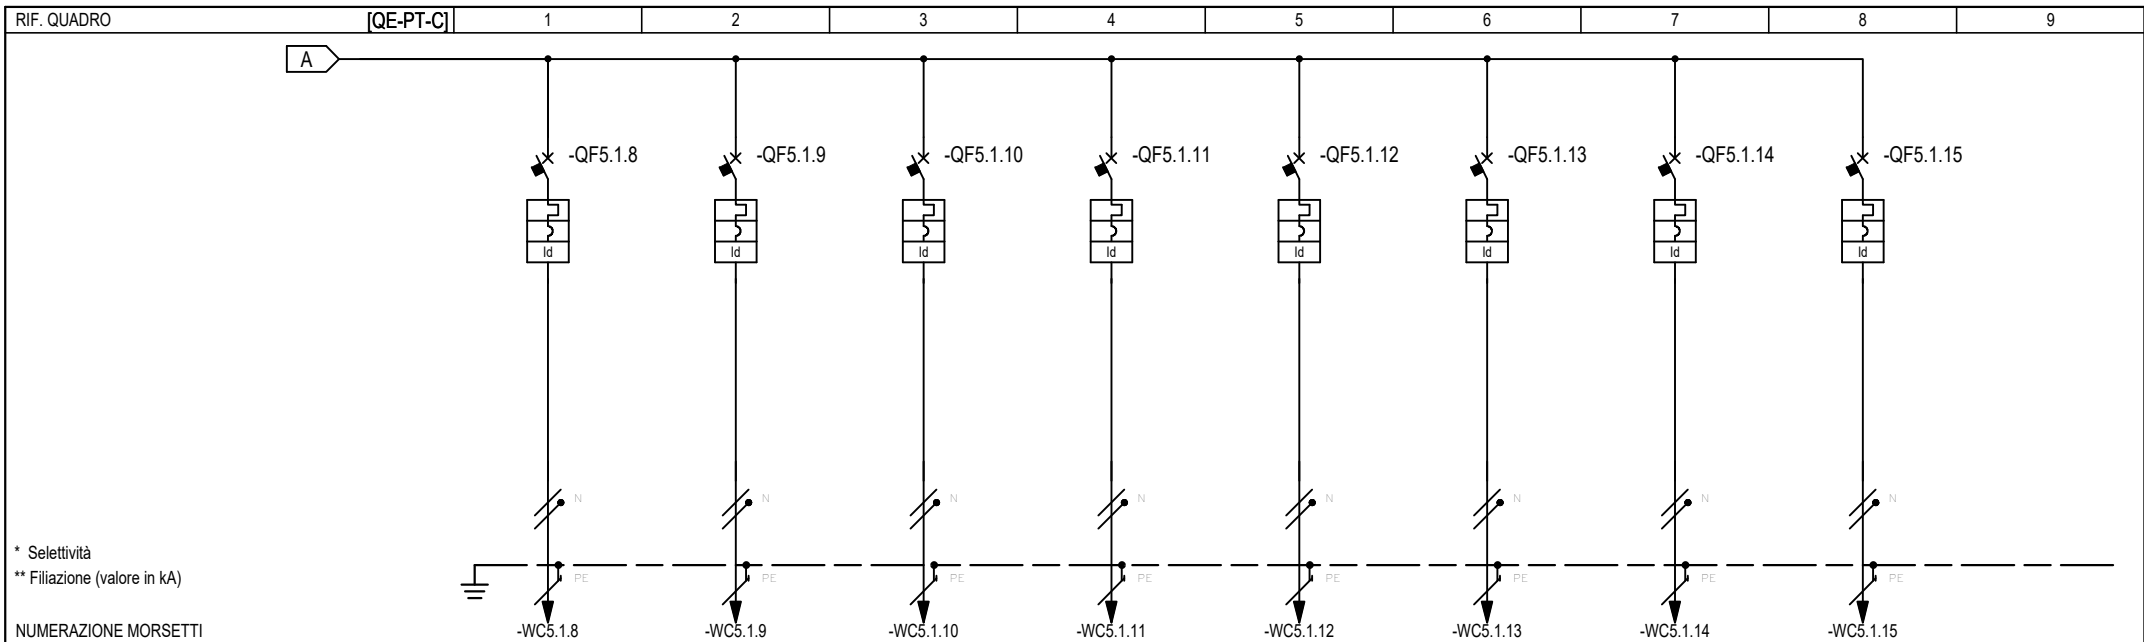 RIF. QUADRO [QE-PT-C] 1 2 3 4 5 6 7 8 9
A
-QF5.1.8 -QF5.1.9 -QF5.1.10 -QF5.1.11 -QF5.1.12 -QF5.1.13 -QF5.1.14 -QF5.1.15
Id Id Id Id Id Id Id Id
N N N N N N N N
* Selettività
** Filiazione (valore in kA)
PE PE PE PE PE PE PE PE
NUMERAZIONE MORSETTI -WC5.1.8 -WC5.1.9 -WC5.1.10 -WC5.1.11 -WC5.1.12 -WC5.1.13 -WC5.1.14 -WC5.1.15